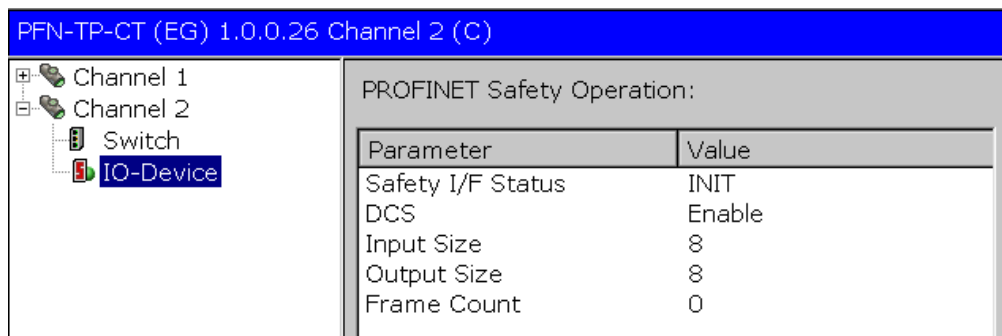 PFN-TP-CT (EG) 1.0.0.26 Channel 2 (C)
Channel 1
Channel 2
Switch
IO-Device
PROFINET Safety Operation:
Parameter Value
Safety I/F Status INIT
DCS Enable
Input Size 8
Output Size 8
Frame Count 0